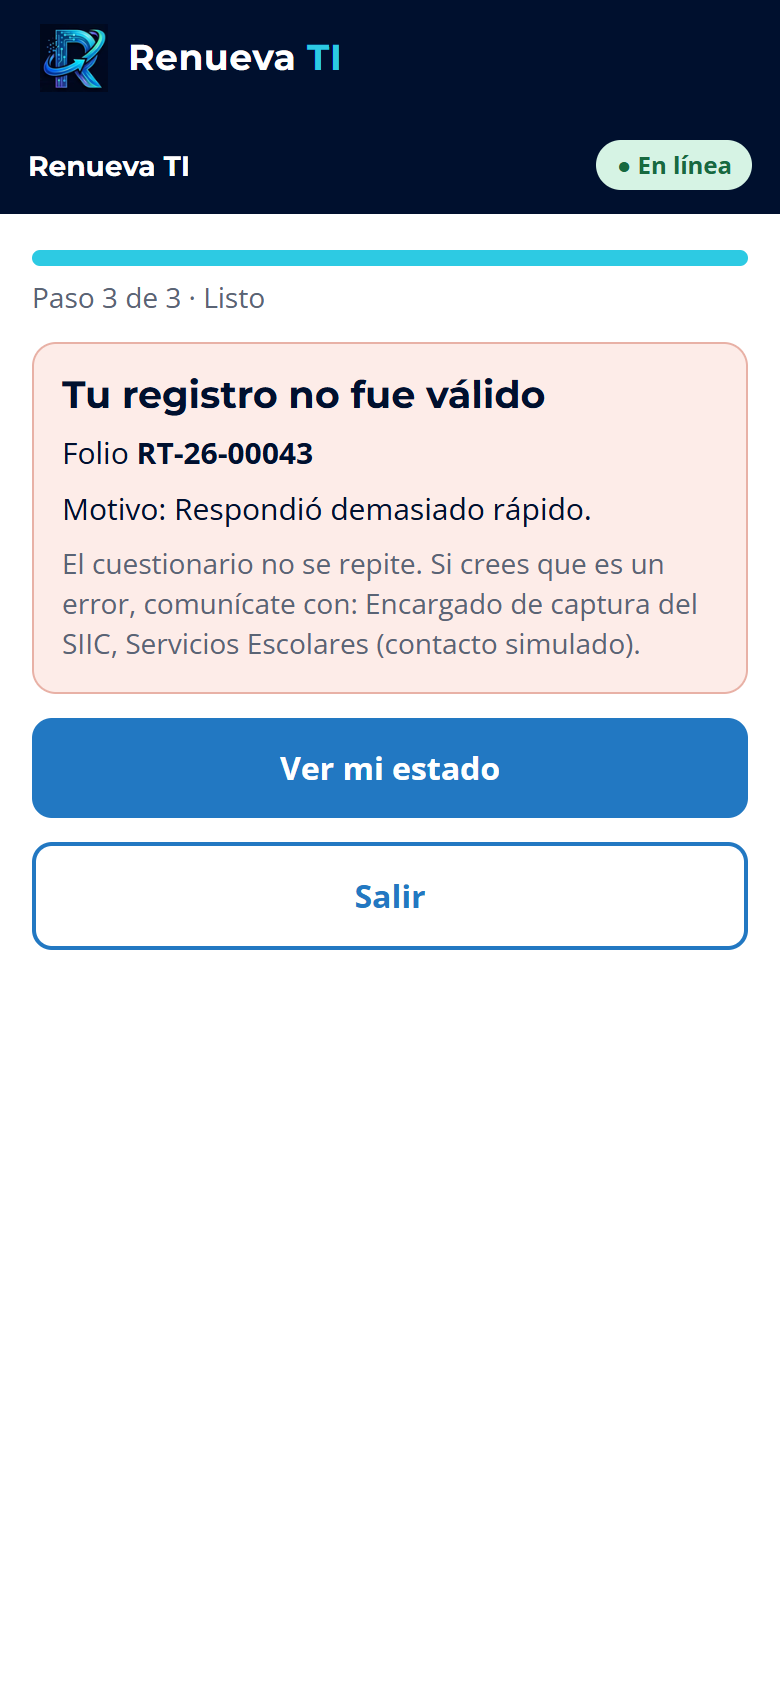 Renueva TI
Renueva TI
● En línea
Paso 3 de 3 · Listo
Tu registro no fue válido
Folio RT-26-00043
Motivo: Respondió demasiado rápido.
El cuestionario no se repite. Si crees que es un
error, comunícate con: Encargado de captura del
SIIC, Servicios Escolares (contacto simulado).
Ver mi estado
Salir